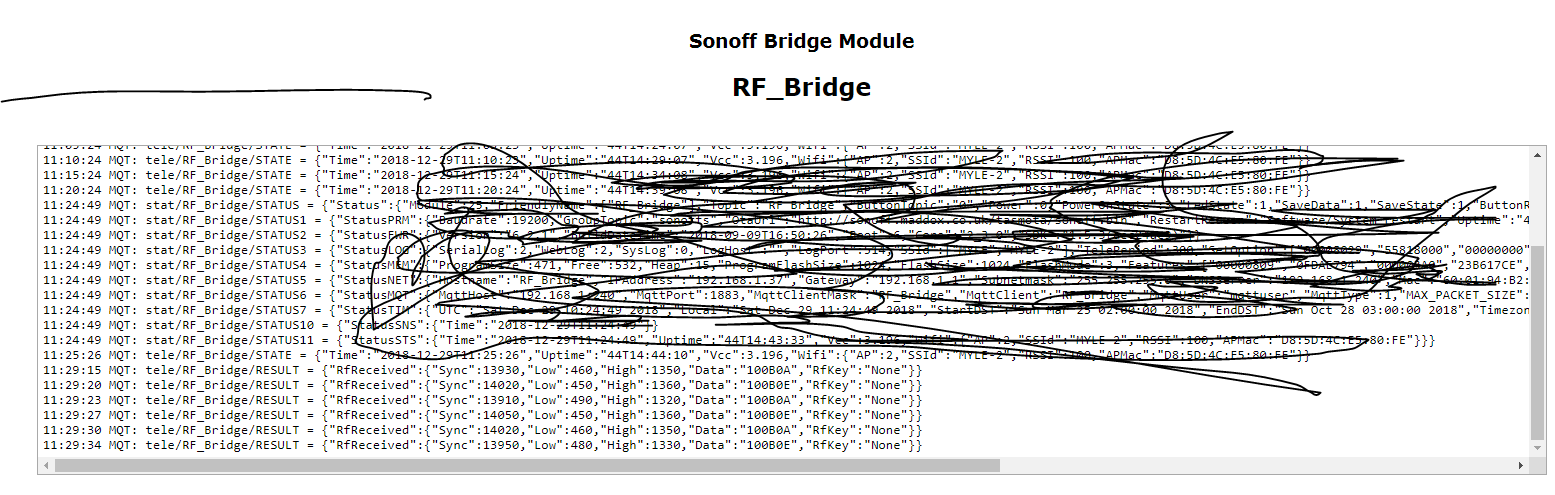 Sonoff Bridge Module
RF_Bridge
11:10:24 MQT: tele/RF_Bridge/STATE = {"Time":"2018-12-29T11:10:23","Uptime":"44T14:29:07","Vcc":3.196,"Wifi":{"AP":2,"SSId":"MYLE-2","RSSI":100,"APMac":"D8:5D:4C:E5:80:FE"}}
11:15:24 MQT: tele/RF_Bridge/STATE = {"Time":"2018-12-29T11:15:24","Uptime":"44T14:34:08","Vcc":3.196,"Wifi":{"AP":2,"SSId":"MYLE-2","RSSI":100,"APMac":"D8:5D:4C:E5:80:FE"}}
11:20:24 MQT: tele/RF_Bridge/STATE = {"Time":"2018-12-29T11:20:24","Uptime":"44T14:39:08","Vcc":3.196,"Wifi":{"AP":2,"SSId":"MYLE-2","RSSI":100,"APMac":"D8:5D:4C:E5:80:FE"}}
11:24:49 MQT: stat/RF_Bridge/STATUS = {"Status":{"Module":25,"FriendlyName":["RF_Bridge"],"Topic":"RF_Bridge","ButtonTopic":"0","Power":0,"PowerOnState":"LedState":1,"SaveData":1,"SaveState":1,"ButtonR
11:24:49 MQT: stat/RF_Bridge/STATUS1 = {"StatusPRM":{"Baudrate":19200,"GroupTopic":"sonoffs","OtaUrl":"http://sonoff.maddox.co.uk/tasmota/sonoff.bin","RestartReason":"Software/System restart","Uptime":"4
11:24:49 MQT: stat/RF_Bridge/STATUS2 = {"StatusFWR":{"Version":"6.2.1" "2018-09-09T16:50:26"
11:24:49 MQT: stat/RF_Bridge/STATUS3 = {"StatusLOG":{"SerialLog":2,"WebLog":2,"SysLog":0,"LogHost":"","LogPort":514,"SSId":["MYLE","MYLE-2"],"TelePeriod":300,"SetOption":["00008029","55818000","00000000"
11:24:49 MQT: stat/RF_Bridge/STATUS4 = {"StatusMEM":{"ProgramSize":471,"Free":532,"Heap":15,"ProgramFlashSize":1024,"FlashSize":1024,"FlashMode":3,"Features":["00000809","0FDAE794" "23B617CE",
11:24:49 MQT: stat/RF_Bridge/STATUS5 = {"StatusNET":{"Hostname":"RF_Bridge","IPAddress":"192.168.1.37","Gateway":"192.168.1.1","Subnetmask":"255.255.255.0","DNSServer":"192.168.1.240","Mac":"60:01:94:B2:
11:24:49 MQT: stat/RF_Bridge/STATUS6 = {"StatusMQT":{"MqttHost":"192.168.1.240","MqttPort":1883,"MqttClientMask":"RF_Bridge","MqttClient":"RF_Bridge","MqttUser":"mqttuser","MqttType":1,"MAX_PACKET_SIZE":
11:24:49 MQT: stat/RF_Bridge/STATUS7 = {"StatusTIM":{"UTC":"Sat Dec 29 10:24:49 2018","Local":"Sat Dec 29 11:24:49 2018","StartDST":"Sun Mar 25 02:00:00 2018","EndDST":"Sun Oct 28 03:00:00 2018","Timezon
11:24:49 MQT: stat/RF_Bridge/STATUS10 = {"StatusSNS":{"Time":"2018-12-29T11:24:49"}}
11:24:49 MQT: stat/RF_Bridge/STATUS11 = {"StatusSTS":{"Time":"2018-12-29T11:24:49","Uptime":"44T14:43:33","Vcc":3.196,"Wifi":{"AP":2,"SSId":"MYLE-2","RSSI":100,"APMac":"D8:5D:4C:E5:80:FE"}}}
11:25:26 MQT: tele/RF_Bridge/STATE = {"Time":"2018-12-29T11:25:26","Uptime":"44T14:44:10","Vcc":3.196,"Wifi":{"AP":2,"SSId":"MYLE-2","RSSI":100,"APMac":"D8:5D:4C:E5:80:FE"}}
11:29:15 MQT: tele/RF_Bridge/RESULT = {"RfReceived":{"Sync":13930,"Low":460,"High":1350,"Data":"100B0A","RfKey":"None"}}
11:29:20 MQT: tele/RF_Bridge/RESULT = {"RfReceived":{"Sync":14020,"Low":450,"High":1360,"Data":"100B0E","RfKey":"None"}}
11:29:23 MQT: tele/RF_Bridge/RESULT = {"RfReceived":{"Sync":13910,"Low":490,"High":1320,"Data":"100B0A","RfKey":"None"}}
11:29:27 MQT: tele/RF_Bridge/RESULT = {"RfReceived":{"Sync":14050,"Low":450,"High":1360,"Data":"100B0E","RfKey":"None"}}
11:29:30 MQT: tele/RF_Bridge/RESULT = {"RfReceived":{"Sync":14020,"Low":460,"High":1350,"Data":"100B0A","RfKey":"None"}}
11:29:34 MQT: tele/RF_Bridge/RESULT = {"RfReceived":{"Sync":13950,"Low":480,"High":1330,"Data":"100B0E","RfKey":"None"}}